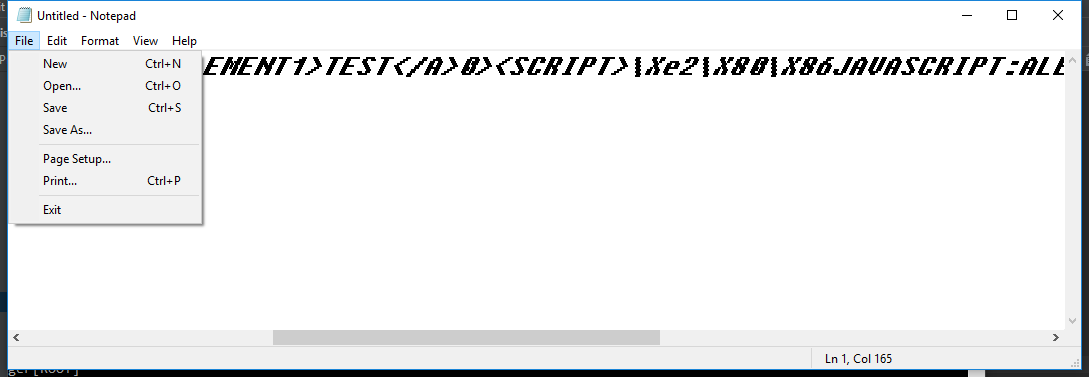 Untitled - Notepad
File Edit Format View Help
EMENT1>TEST</A>0><SCRIPT>\Xe2\X80\X86JAVASCRIPT:ALE
New Ctrl+N
Open... Ctrl+O
Save Ctrl+S
Save As...
Page Setup...
Print... Ctrl+P
Exit
Ln 1, Col 165